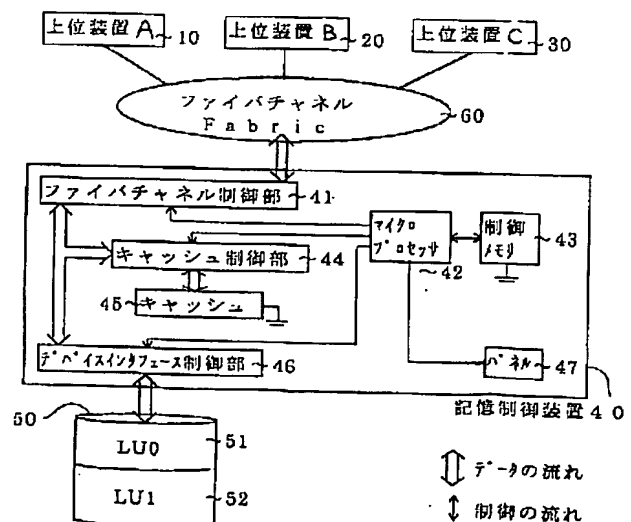 上位装置A 10
上位装置B 20
上位装置C 30
ファイバチャネル
Fabric
60
ファイバチャネル制御部 41
マイクロ
プロセッサ
42
制御
メモリ
43
キャッシュ制御部 44
45 キャッシュ
デバイスインタフェース制御部 46
パネル 47
記憶制御装置40
50
LU0 51
LU1 52
データの流れ
制御の流れ